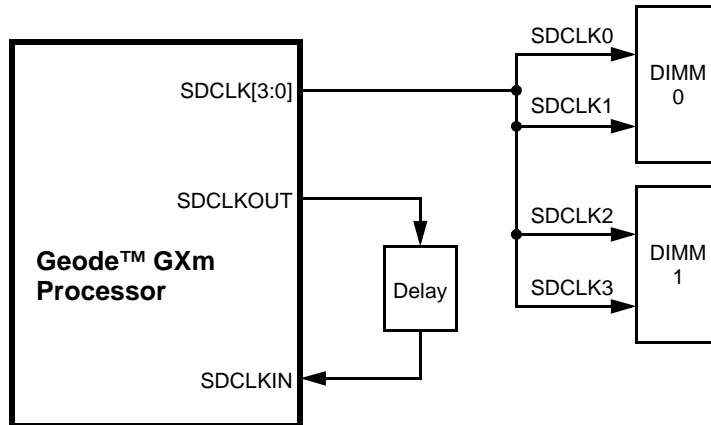 SDCLK0
DIMM
0
SDCLK[3:0]
SDCLK1
SDCLKOUT
SDCLK2
DIMM
1
Geode™ GXm
Processor
Delay
SDCLK3
SDCLKIN